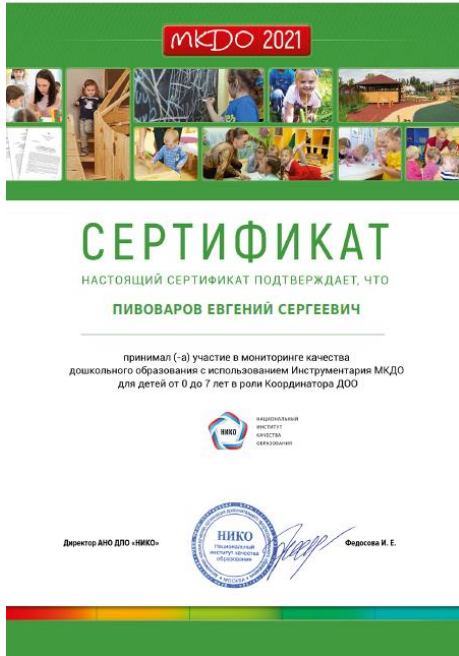 МКДО 2021
СЕРТИФИКАТ
НАСТОЯЩИЙ СЕРТИФИКАТ ПОДТВЕРЖДАЕТ, ЧТО
ПИВОВАРОВ ЕВГЕНИЙ СЕРГЕЕВИЧ
принимал (-а) участие в мониторинге качества
дошкольного образования с использованием Инструментария МКДО
для детей от 0 до 7 лет в роли Координатора ДОО
НИКО
НАЦИОНАЛЬНЫЙ
ИНСТИТУТ
КАЧЕСТВА
ОБРАЗОВАНИЯ
Директор АНО ДПО «НИКО»
НИКО
Национальный
институт качества
образования
МОСКВА
Федосова И. Е.